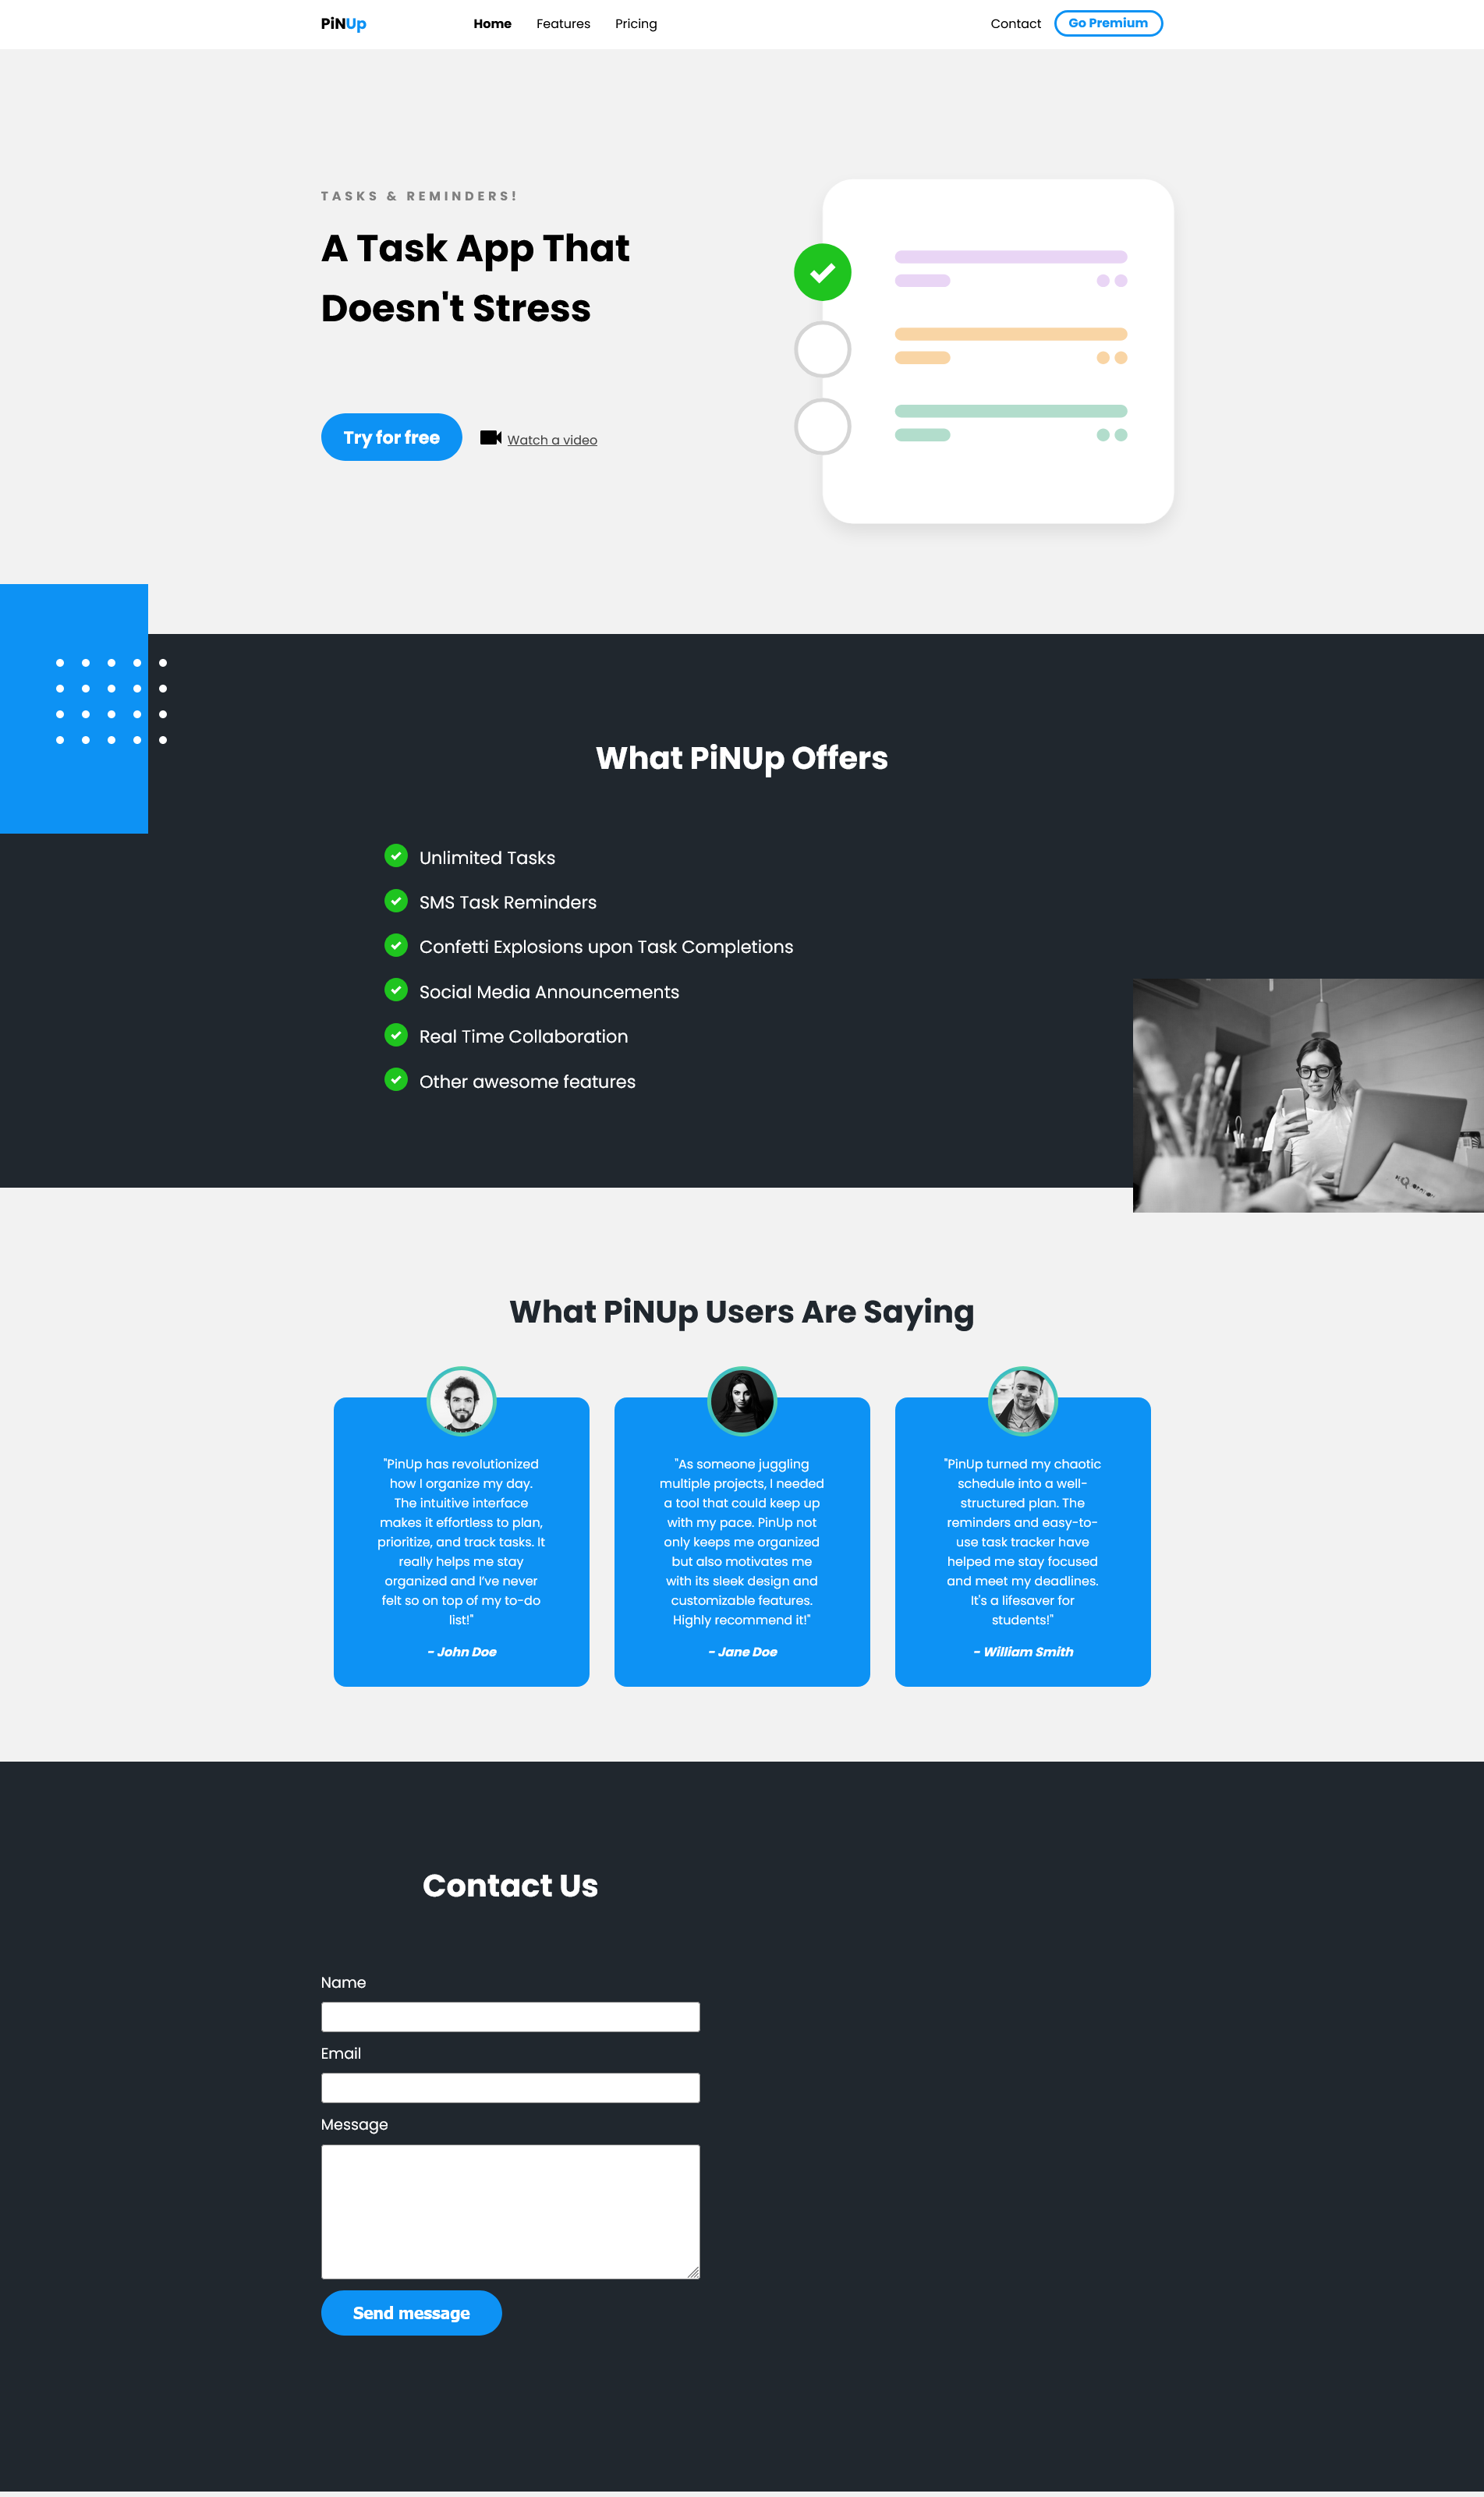 PiNUp Home Features Pricing Contact Go Premium
TASKS & REMINDERS!
A Task App That
Doesn't Stress
Try for free Watch a video
What PiNUp Offers
Unlimited Tasks
SMS Task Reminders
Confetti Explosions upon Task Completions
Social Media Announcements
Real Time Collaboration
Other awesome features
What PiNUp Users Are Saying
"PinUp has revolutionized
how I organize my day.
The intuitive interface
makes it effortless to plan,
prioritize, and track tasks. It
really helps me stay
organized and I've never
felt so on top of my to-do
list!"
- John Doe
"As someone juggling
multiple projects, I needed
a tool that could keep up
with my pace. PinUp not
only keeps me organized
but also motivates me
with its sleek design and
customizable features.
Highly recommend it!"
- Jane Doe
"PinUp turned my chaotic
schedule into a well-
structured plan. The
reminders and easy-to-
use task tracker have
helped me stay focused
and meet my deadlines.
It's a lifesaver for
students!"
- William Smith
Contact Us
Name
Email
Message
Send message